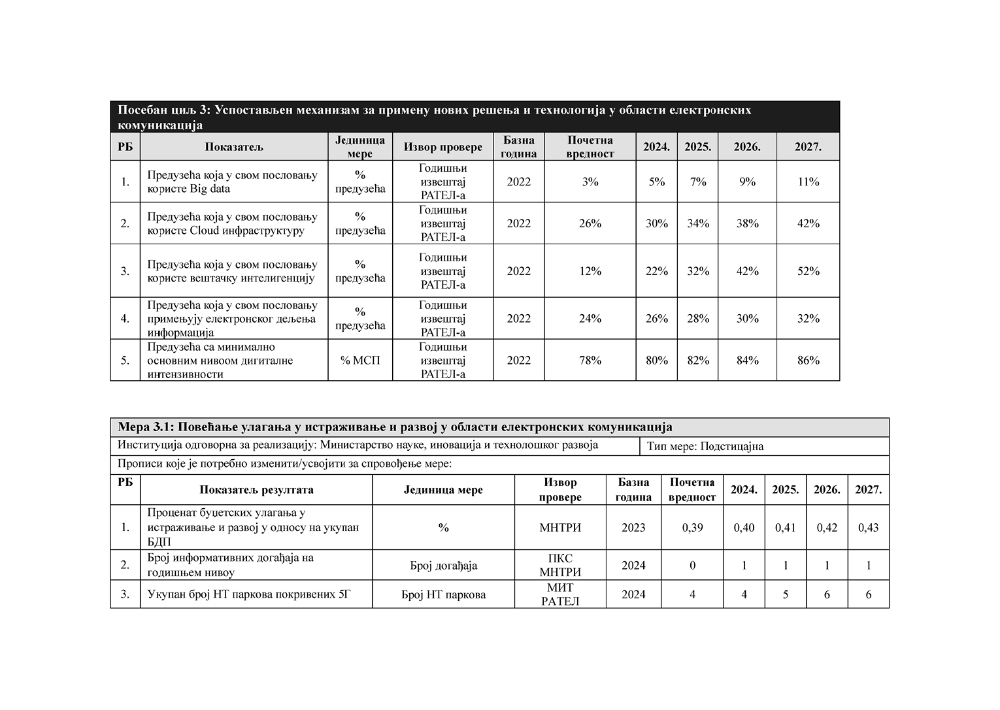 Посебан циљ 3: Успостављен механизам за примену нових решења и технологија у области електронских
комуникација
РБ Показатељ Јединица мере Извор провере Базна година Почетна вредност 2024. 2025. 2026. 2027.
1. Предузећа која у свом пословању користе Big data % предузећа Годишњи извештај РАТЕЛ-а 2022 3% 5% 7% 9% 11%
2. Предузећа која у свом пословању користе Cloud инфраструктуру % предузећа Годишњи извештај РАТЕЛ-а 2022 26% 30% 34% 38% 42%
3. Предузећа која у свом пословању користе вештачку интелигенцију % предузећа Годишњи извештај РАТЕЛ-а 2022 12% 22% 32% 42% 52%
4. Предузећа која у свом пословању примењују електронског дељења информација % предузећа Годишњи извештај РАТЕЛ-а 2022 24% 26% 28% 30% 32%
5. Предузећа са минимално основним нивоом дигиталне интензивности % МСП Годишњи извештај РАТЕЛ-а 2022 78% 80% 82% 84% 86%
Мера 3.1: Повећање улагања у истраживање и развој у области електронских комуникација
Институција одговорна за реализацију: Министарство науке, иновација и технолошког развоја Тип мере: Подстицајна
Прописи које је потребно изменити/усвојити за спровођење мере:
РБ Показатељ резултата Јединица мере Извор провере Базна година Почетна вредност 2024. 2025. 2026. 2027.
1. Проценат буџетских улагања у истраживање и развој у односу на укупан БДП % МНТРИ 2023 0,39 0,40 0,41 0,42 0,43
2. Број информативних догађаја на годишњем нивоу Број догађаја ПКС МНТРИ 2024 0 1 1 1 1
3. Укупан број НТ паркова покривених 5Г Број НТ паркова МИТ РАТЕЛ 2024 4 4 5 6 6